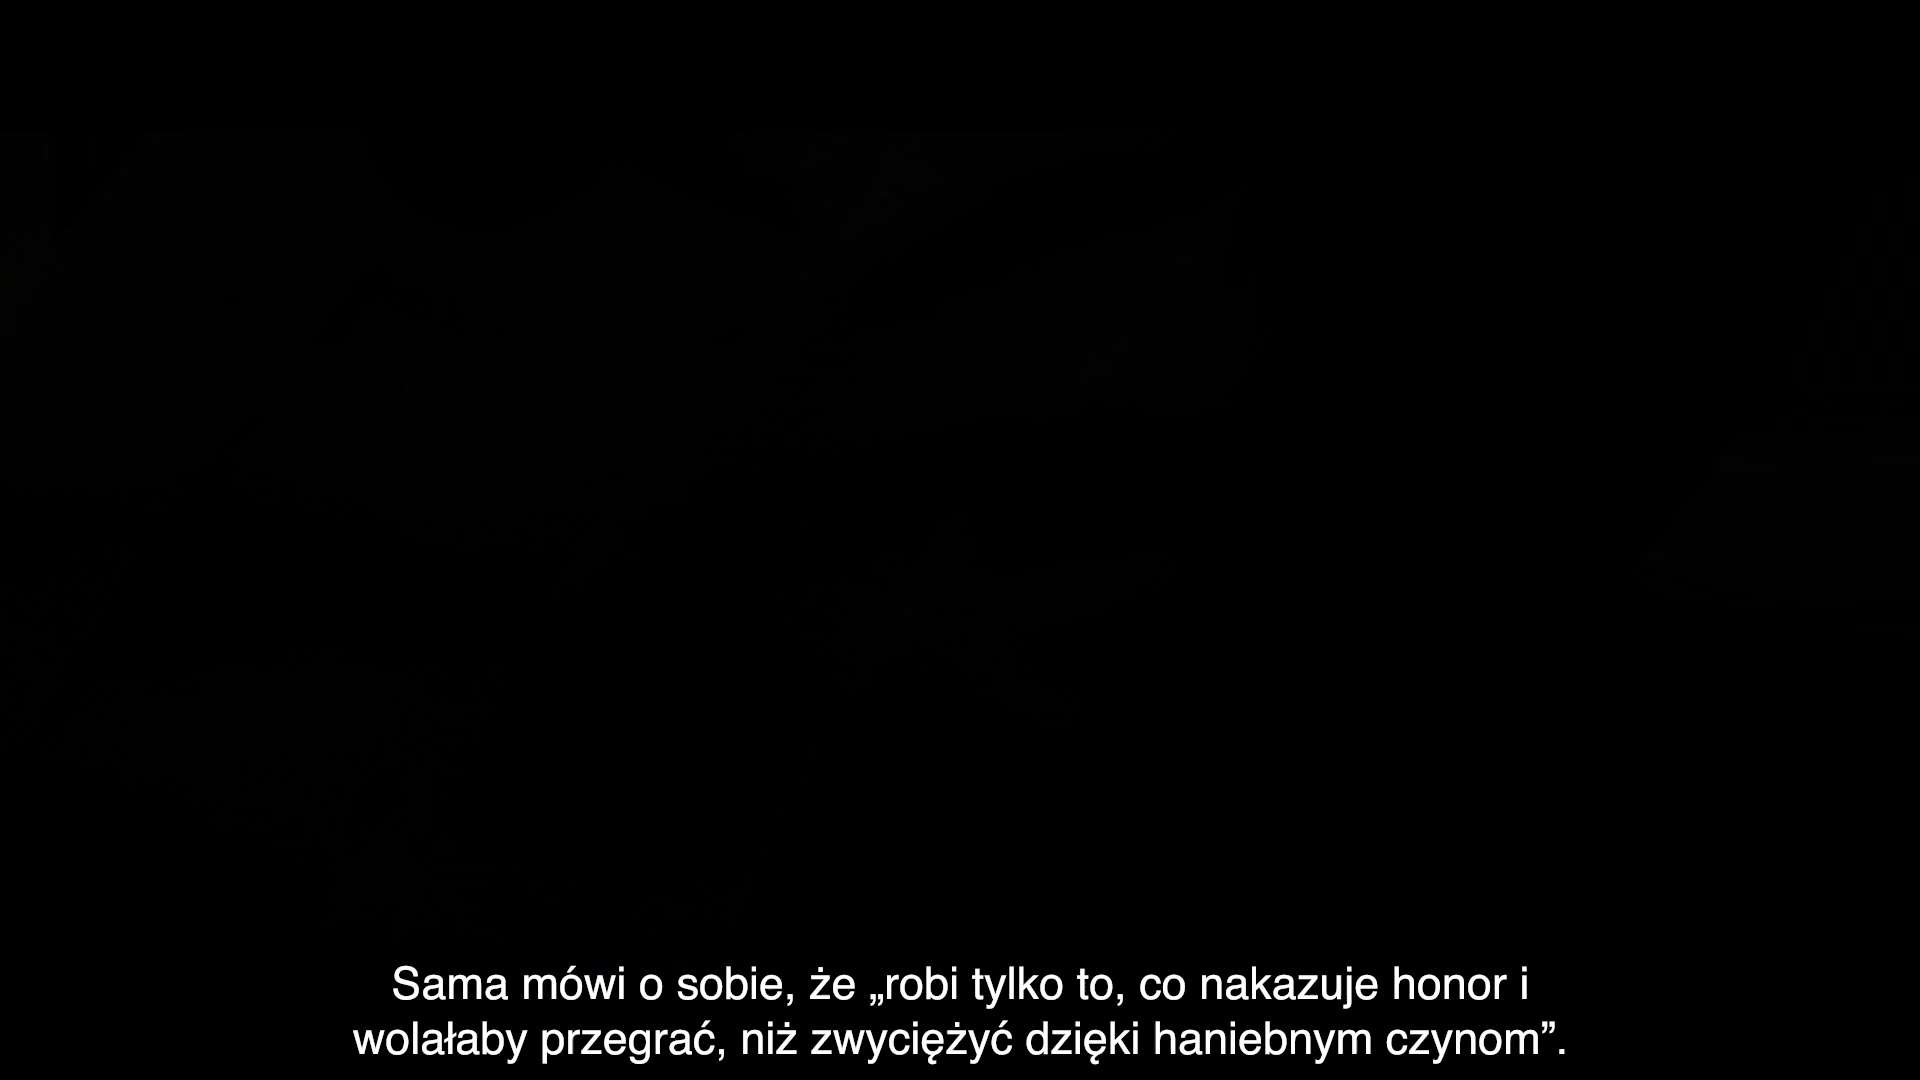 Sama mówi o sobie, że „robi tylko to, co nakazuje honor i
wolałaby przegrać, niż zwyciężyć dzięki haniebnym czynom”.